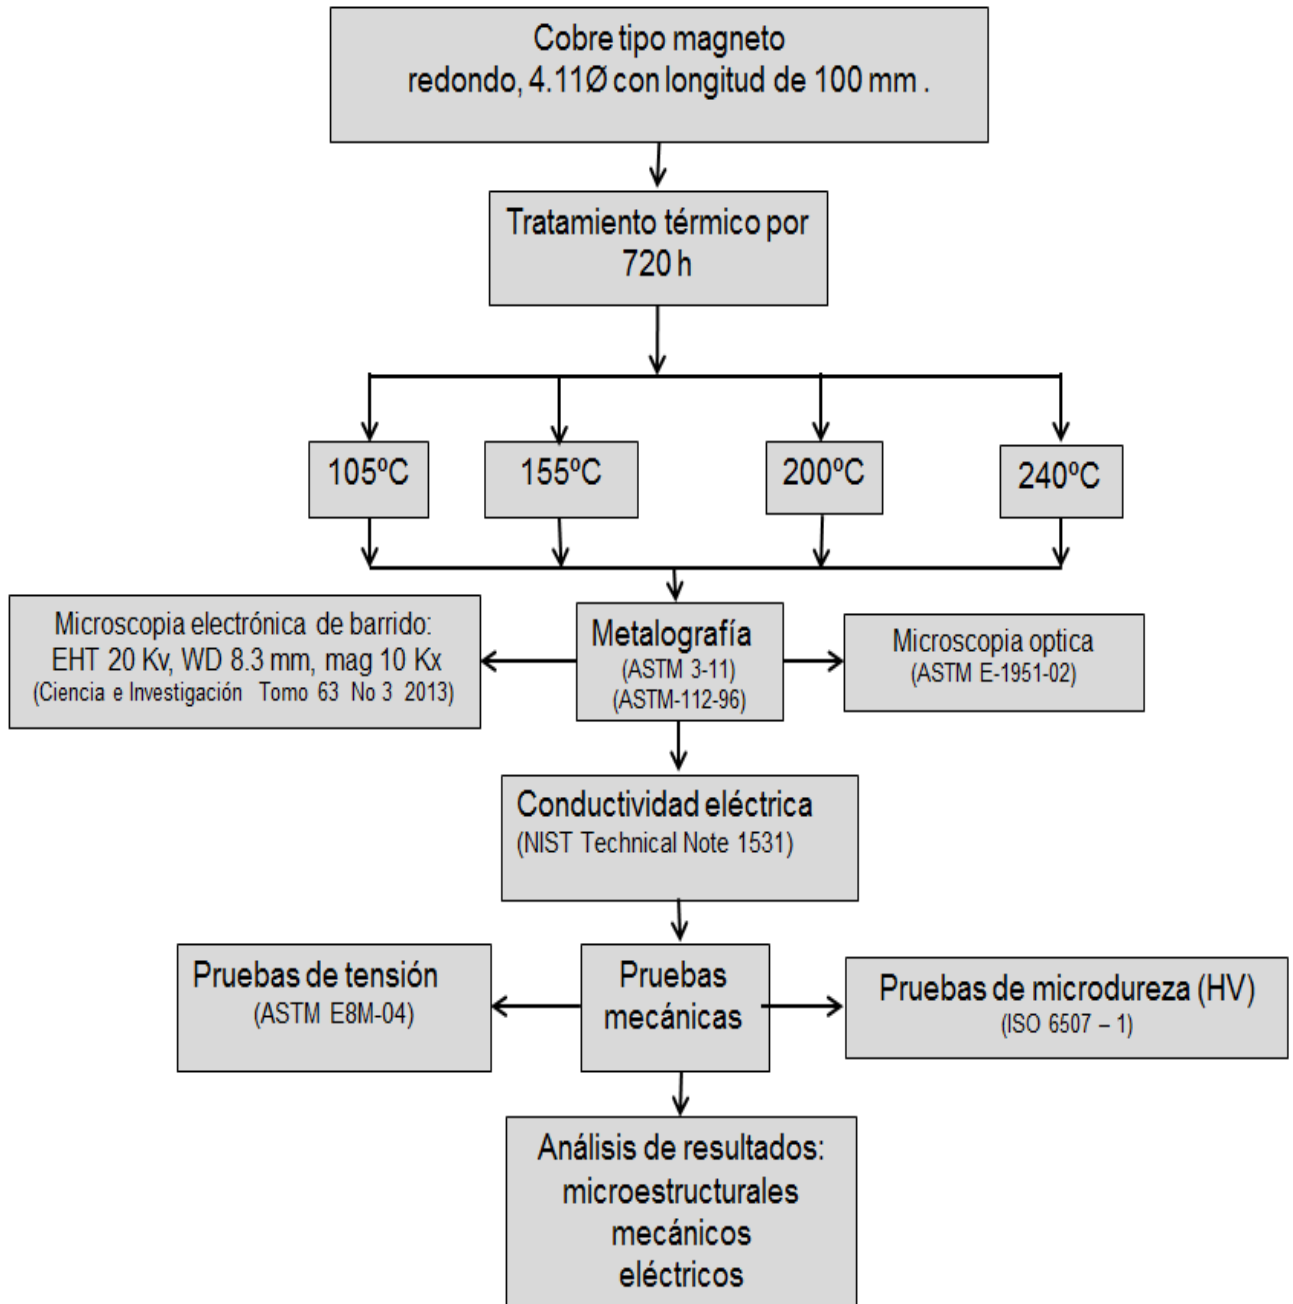 Cobre tipo magneto
redondo, 4.11Ø con longitud de 100 mm .
Tratamiento térmico por
720 h
105ºC
155ºC
200ºC
240ºC
Microscopia electrónica de barrido:
EHT 20 Kv, WD 8.3 mm, mag 10 Kx
(Ciencia e Investigación Tomo 63 No 3 2013)
Metalografía
(ASTM 3-11)
(ASTM-112-96)
Microscopia optica
(ASTM E-1951-02)
Conductividad eléctrica
(NIST Technical Note 1531)
Pruebas de tensión
(ASTM E8M-04)
Pruebas
mecánicas
Pruebas de microdureza (HV)
(ISO 6507 – 1)
Análisis de resultados:
microestructurales
mecánicos
eléctricos